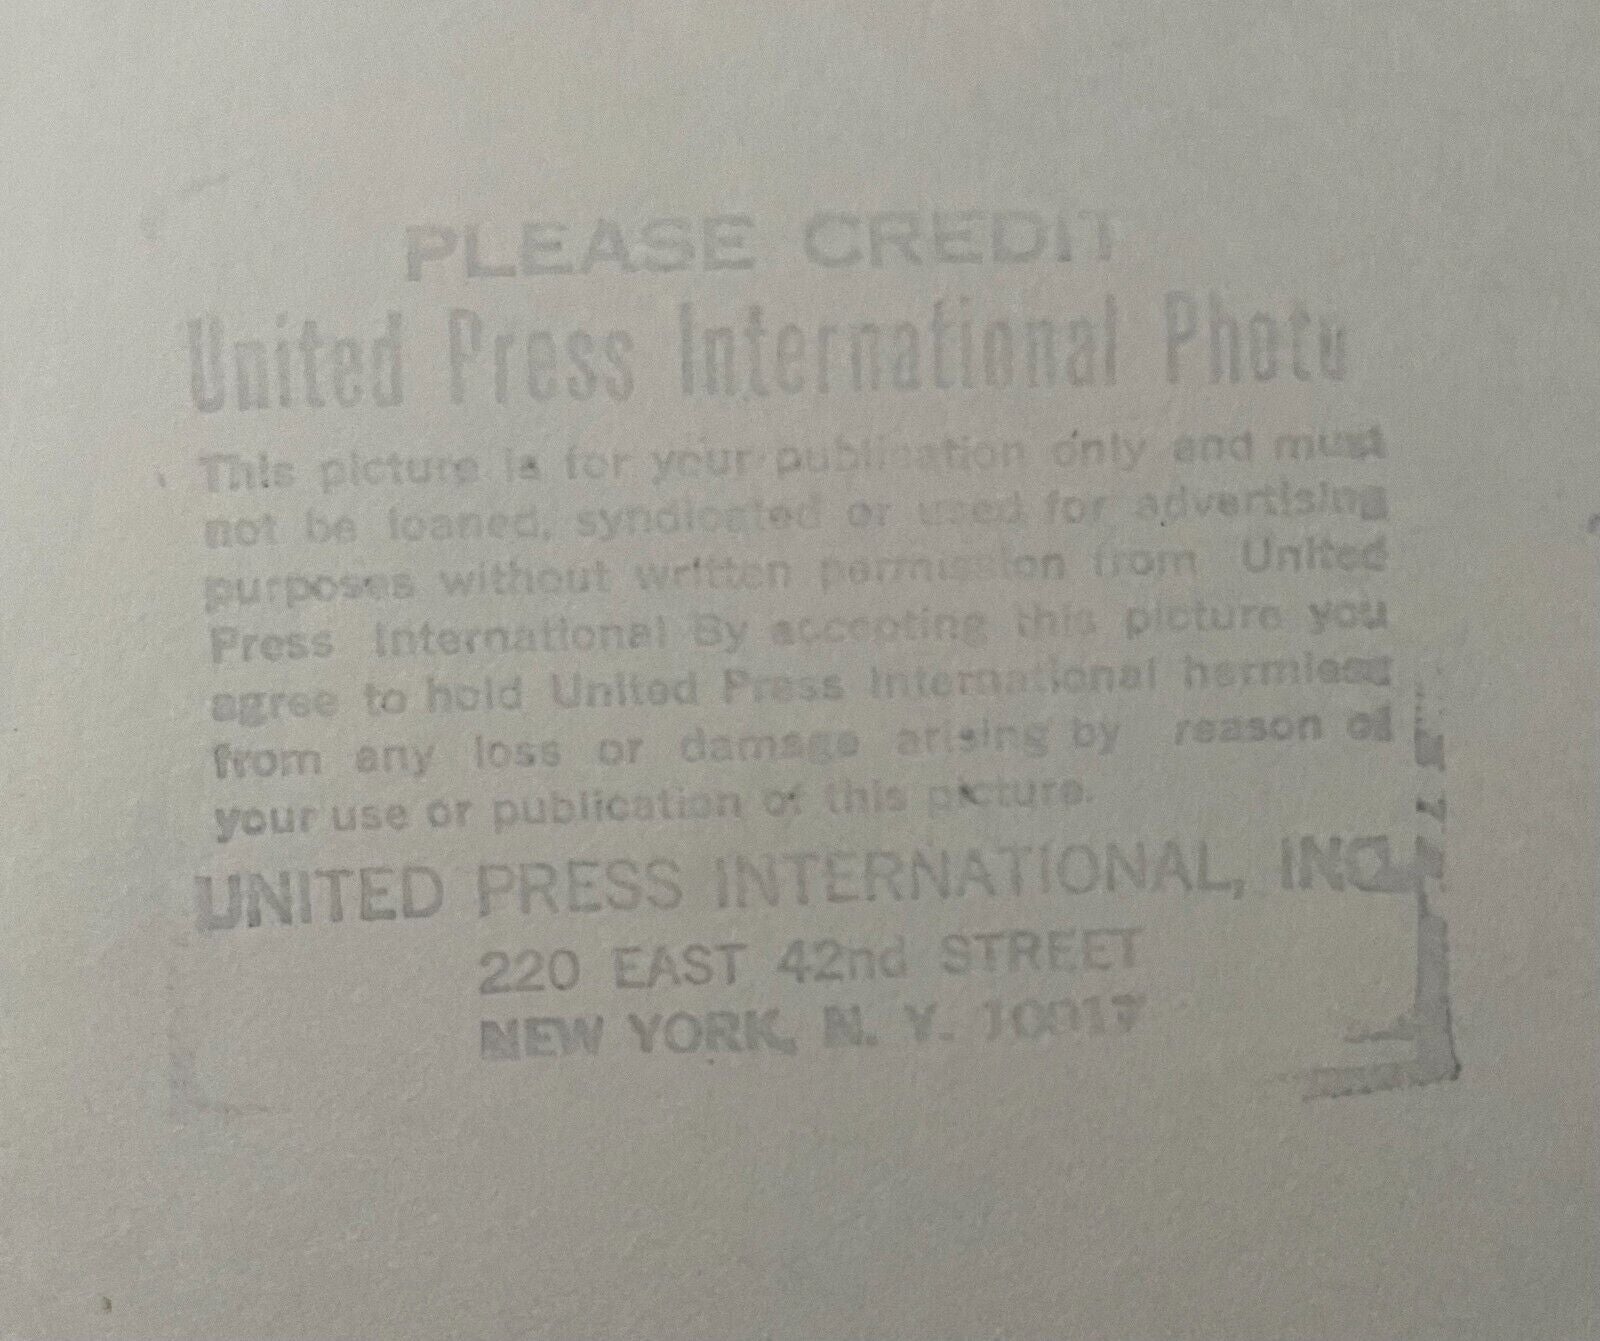 PLEASE CREDIT
United Press International Photo
This picture is for your publication only and must
not be loaned, syndicated or used for advertising
purposes without written permission from United
Press International By accepting this picture you
agree to hold United Press International harmless
from any loss or damage arising by reason of
your use or publication of this picture.
UNITED PRESS INTERNATIONAL, INC.
220 EAST 42nd STREET
NEW YORK, N. Y. 10017